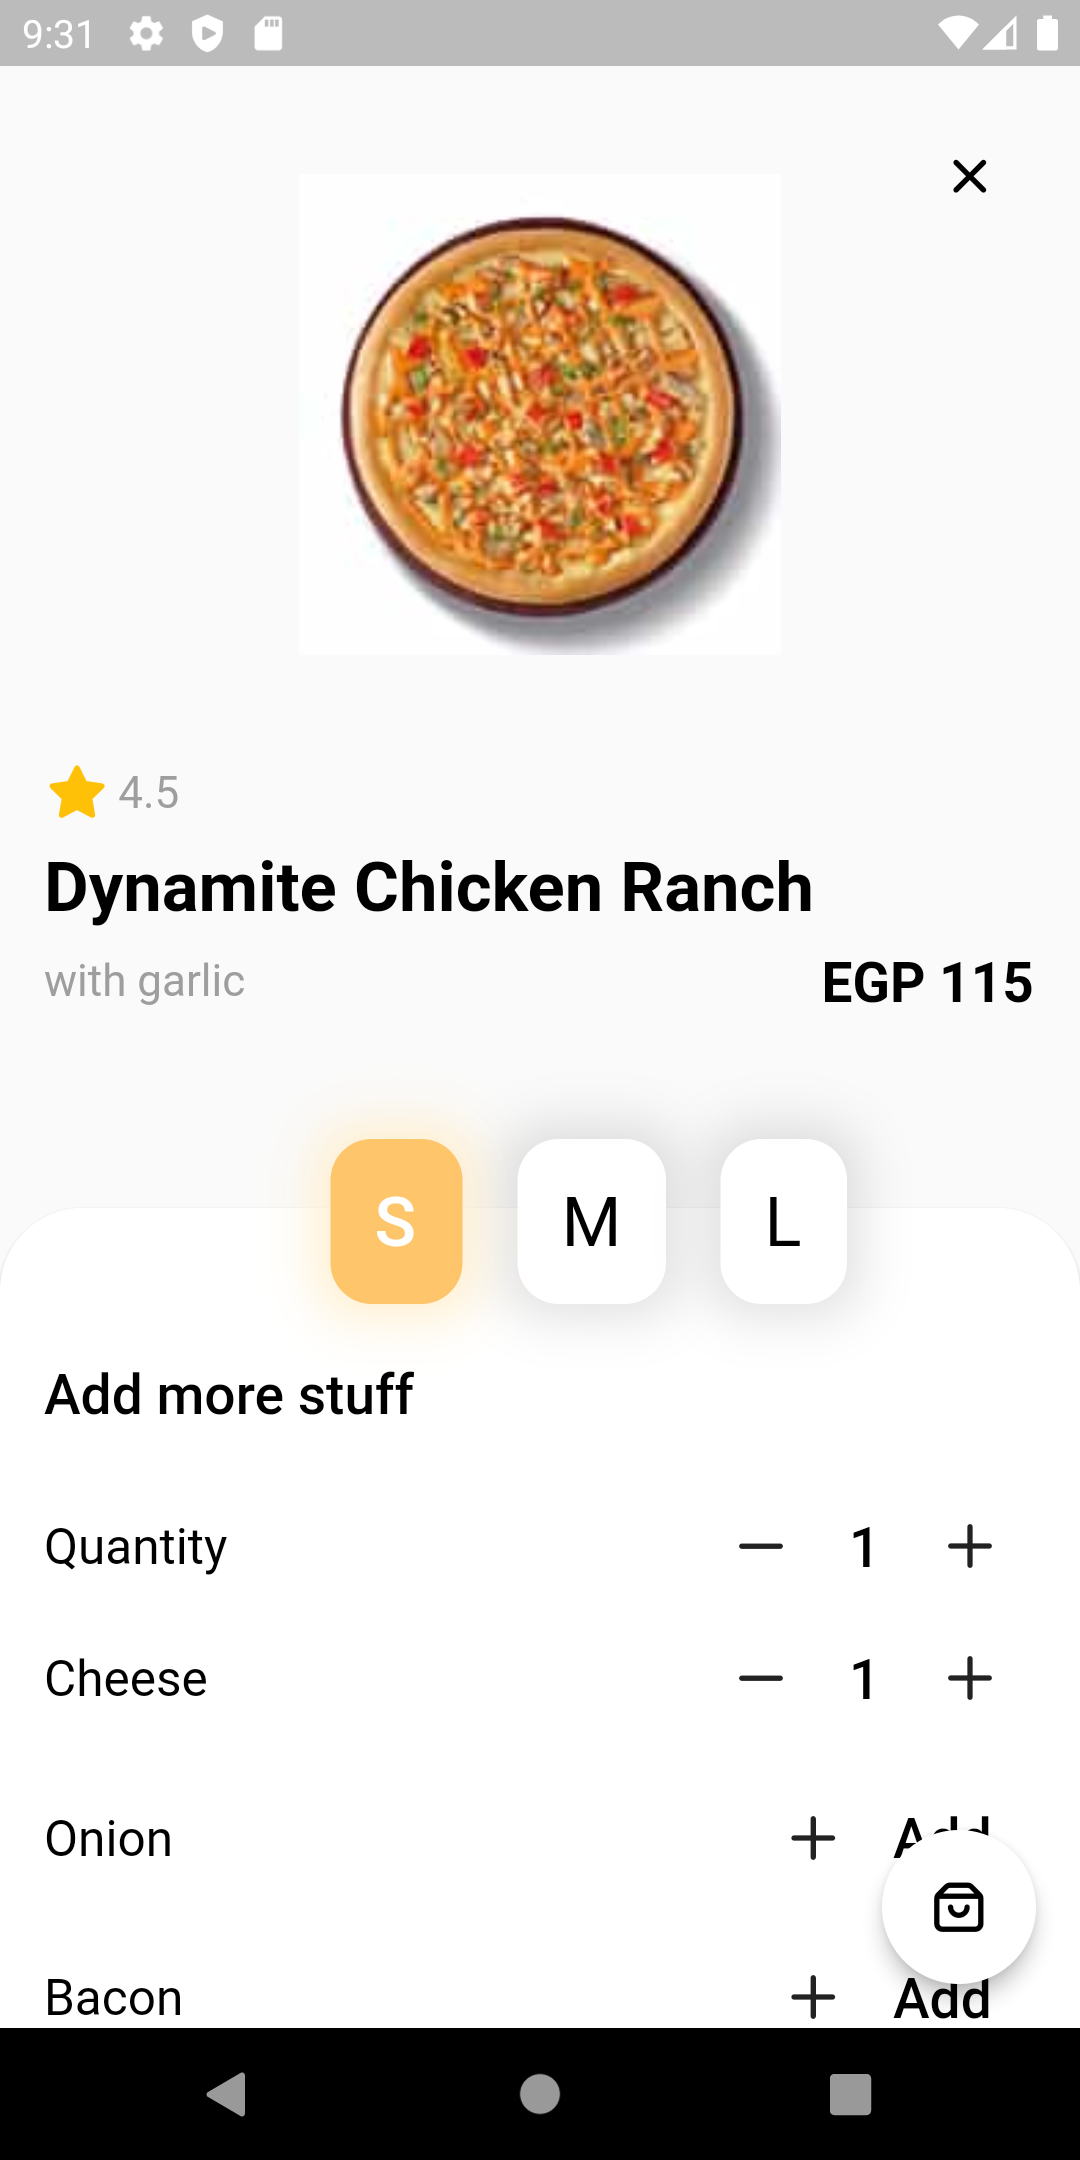 9:31
4.5
Dynamite Chicken Ranch
with garlic
EGP 115
S M L
Add more stuff
Quantity 1
Cheese 1
Onion Add
Bacon Add